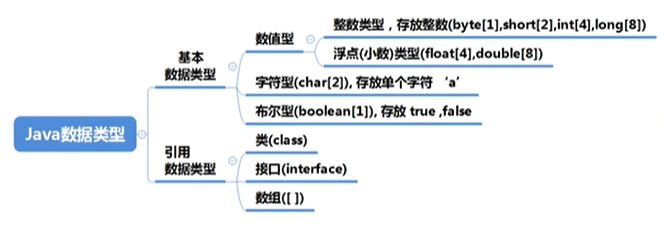 Java数据类型
基本
数据类型
数值型
整数类型，存放整数(byte[1],short[2],int[4],long[8])
浮点(小数)类型(float[4],double[8])
字符型(char[2]), 存放单个字符 ‘a’
布尔型(boolean[1]), 存放 true ,false
引用
数据类型
类(class)
接口(interface)
数组([ ])